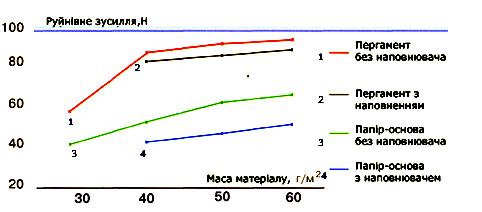 Руйнівне зусилля,Н
100
80
60
40
20
1
2
3
4
Маса матеріалу, г/м²
30
40
50
60
1 Пергамент
без наповнювача
2 Пергамент з
наповненням
3 Папір-основа
без наповнювача
4 Папір-основа
з наповнювачем